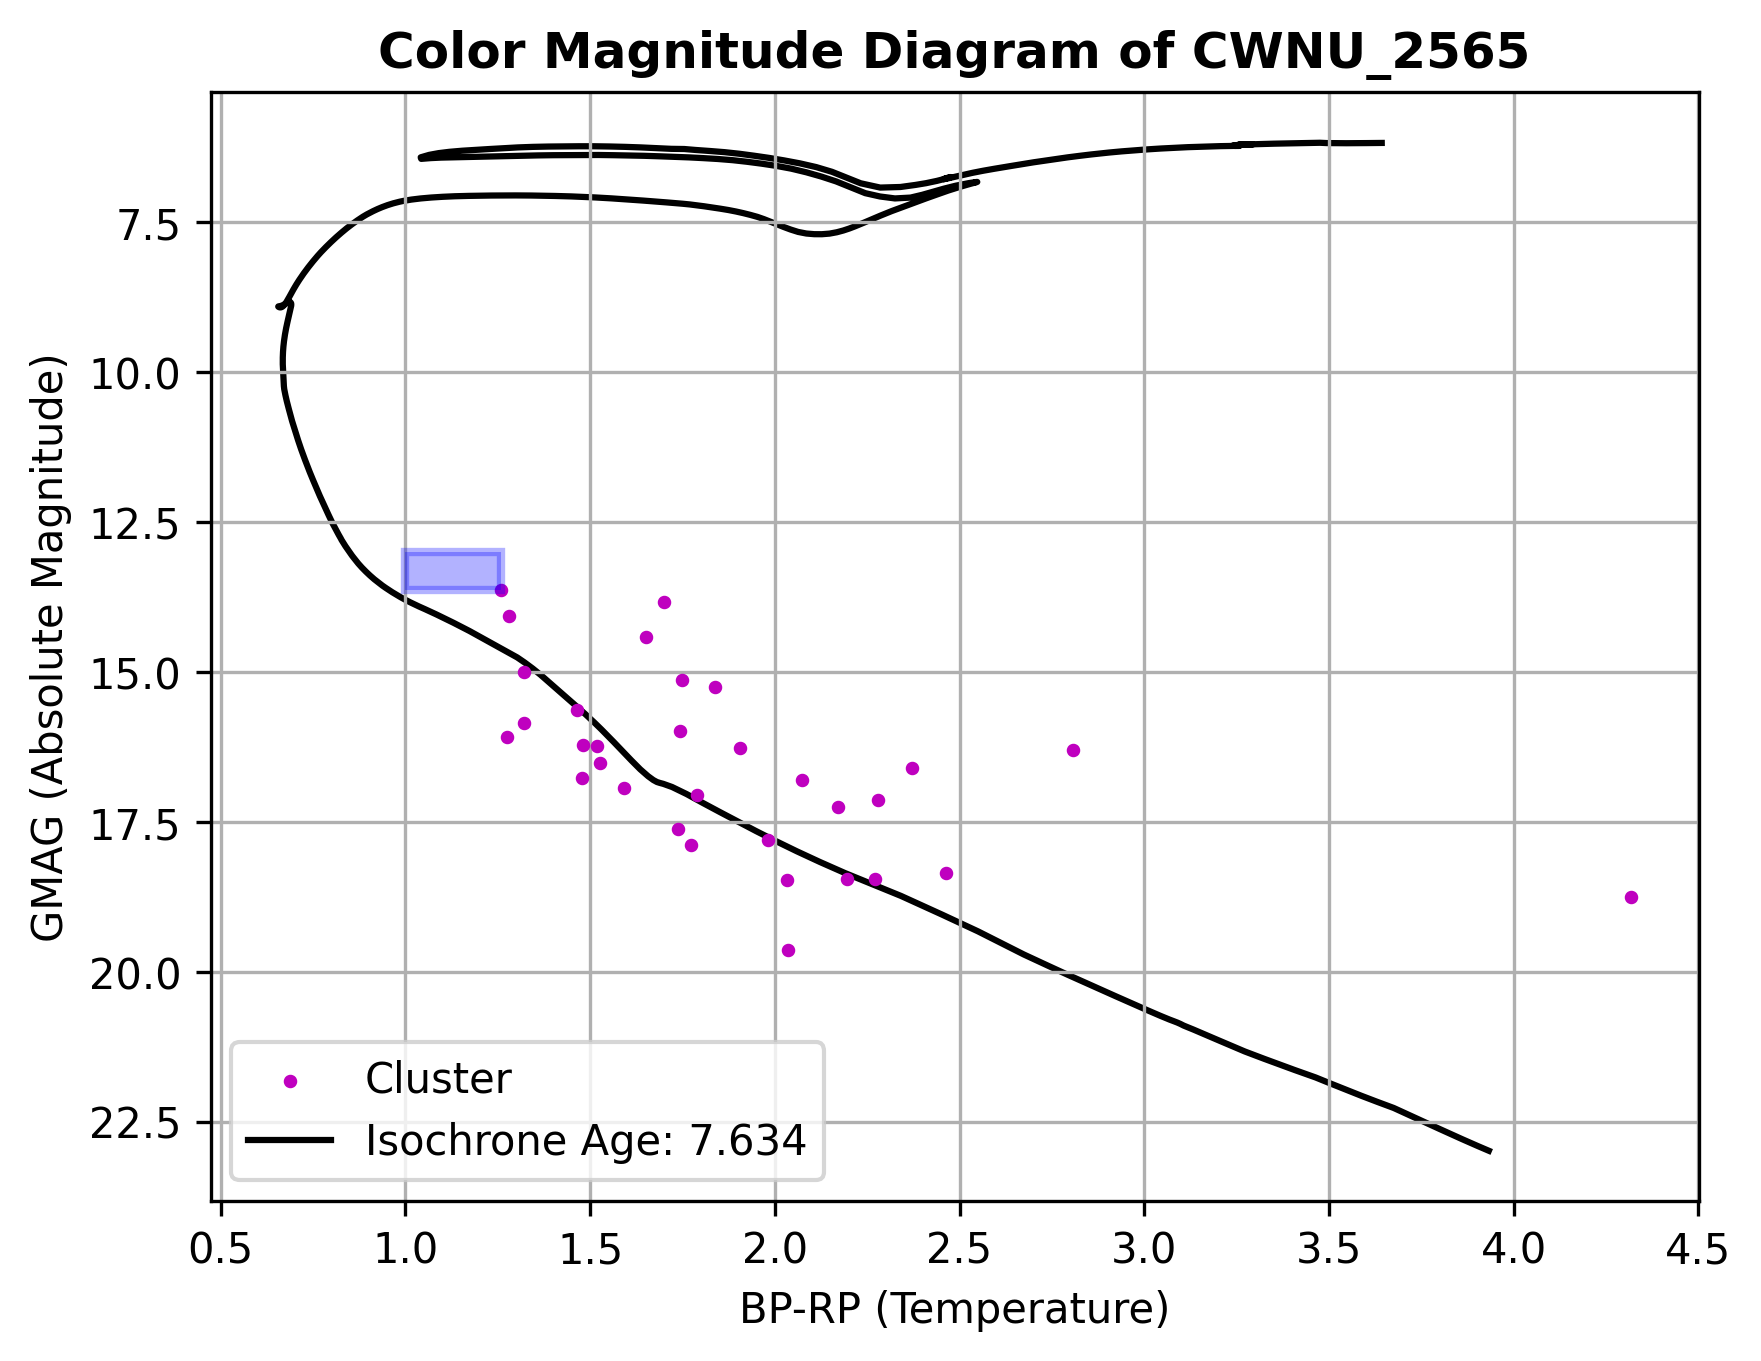 Color Magnitude Diagram of CWNU_2565
GMAG (Absolute Magnitude)
7.5
10.0
12.5
15.0
17.5
20.0
22.5
Cluster
Isochrone Age: 7.634
0.5 1.0 1.5 2.0 2.5 3.0 3.5 4.0 4.5
BP-RP (Temperature)